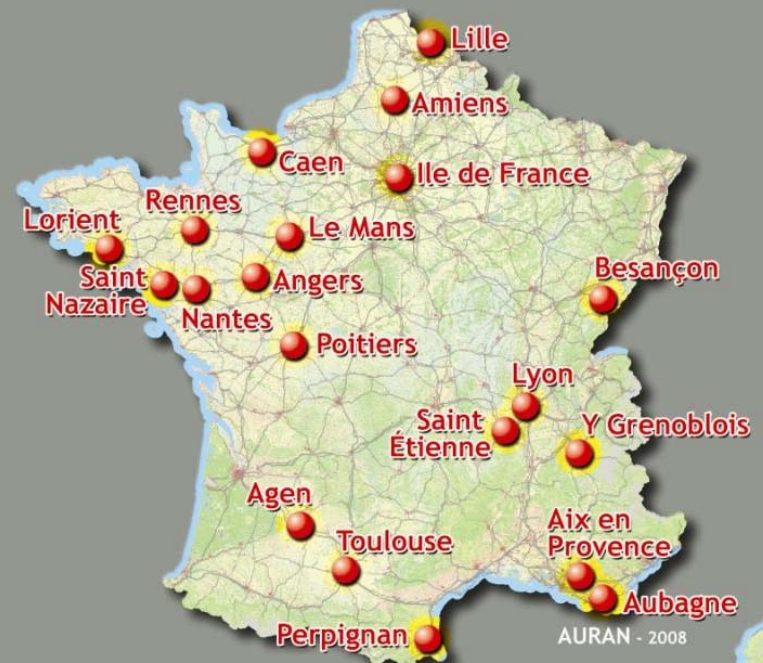 Lille
Amiens
Caen
Ile de France
Rennes
Lorient
Le Mans
Saint
Nazaire
Angers
Nantes
Besançon
Poitiers
Lyon
Saint
Étienne
Y Grenoblois
Agen
Toulouse
Aix en
Provence
Aubagne
Perpignan
AURAN - 2008